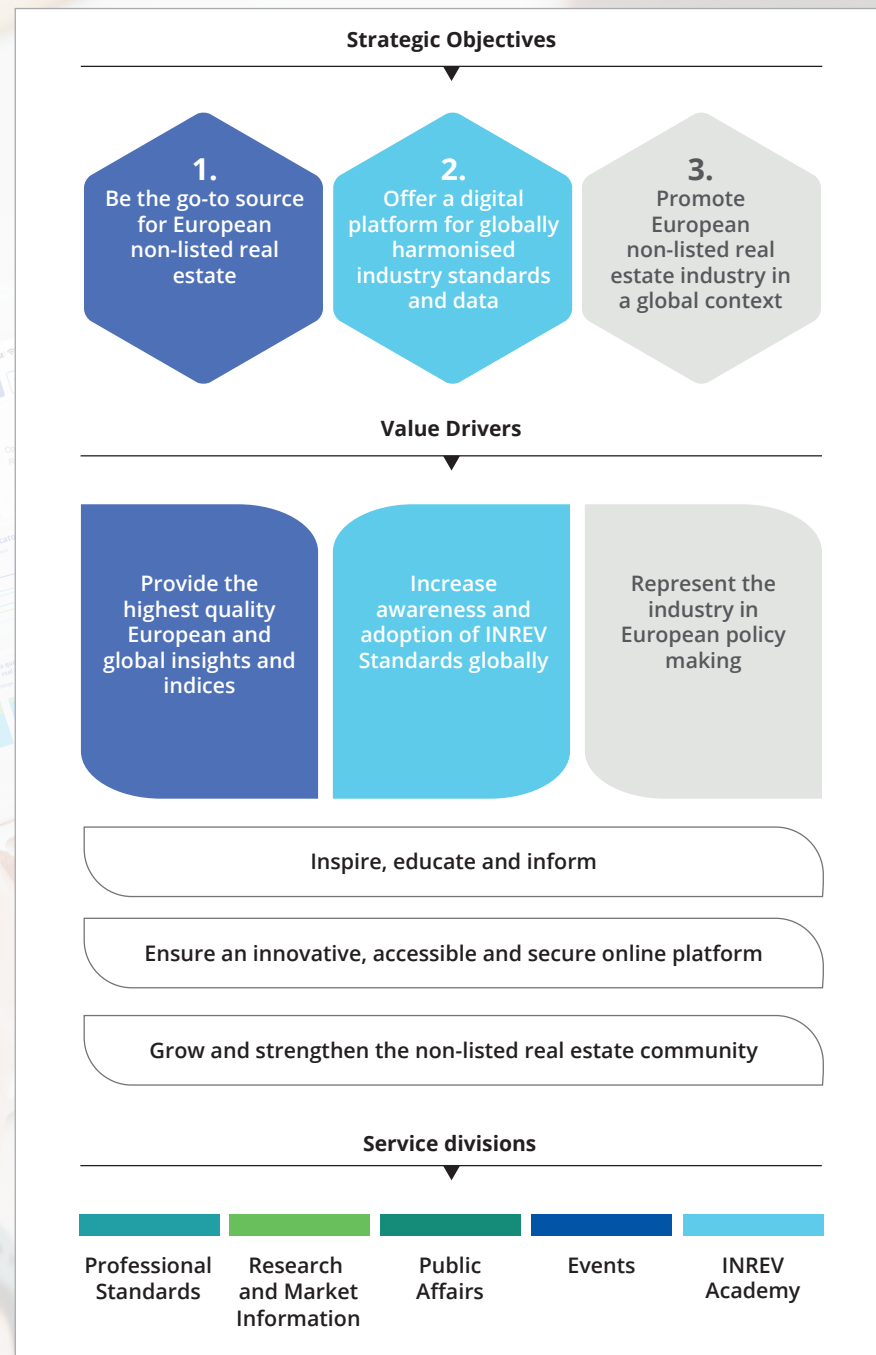 Strategic Objectives
1.
Be the go-to source
for European
non-listed real
estate
2.
Offer a digital
platform for globally
harmonised
industry standards
and data
3.
Promote
European
non-listed real
estate industry in
a global context
Value Drivers
Provide the
highest quality
European and
global insights and
indices
Increase
awareness and
adoption of INREV
Standards globally
Represent the
industry in
European policy
making
Inspire, educate and inform
Ensure an innovative, accessible and secure online platform
Grow and strengthen the non-listed real estate community
Service divisions
Professional
Standards
Research
and Market
Information
Public
Affairs
Events
INREV
Academy